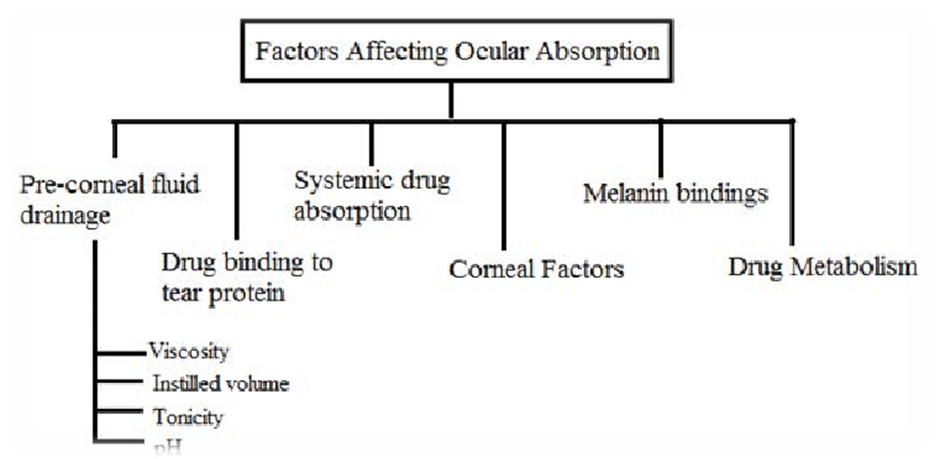 Factors Affecting Ocular Absorption
Pre-corneal fluid
drainage
Drug binding to
tear protein
Systemic drug
absorption
Corneal Factors
Melanin bindings
Drug Metabolism
Viscosity
Instilled volume
Tonicity
pH